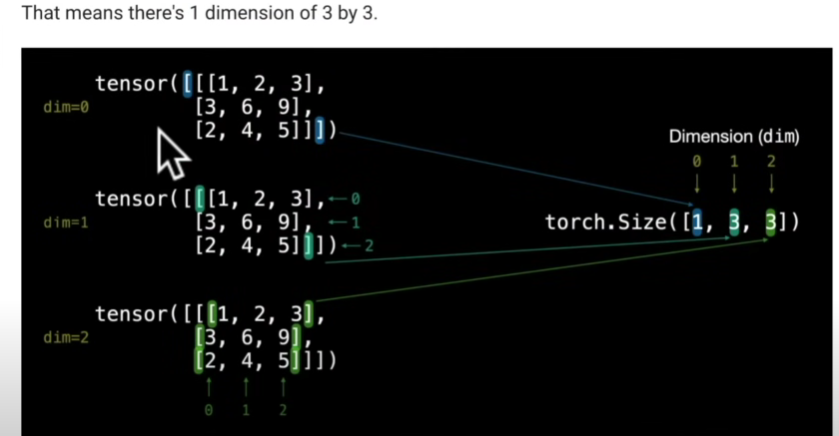 That means there's 1 dimension of 3 by 3.
tensor([[[1, 2, 3],
dim=0
[3, 6, 9],
[2, 4, 5]]])
Dimension (dim)
0 1 2
tensor([[[1, 2, 3], ←0
dim=1
[3, 6, 9], ←1
[2, 4, 5]]]) ←2
torch.Size([1, 3, 3])
tensor([[[1, 2, 3],
dim=2
[3, 6, 9],
[2, 4, 5]]])
0 1 2